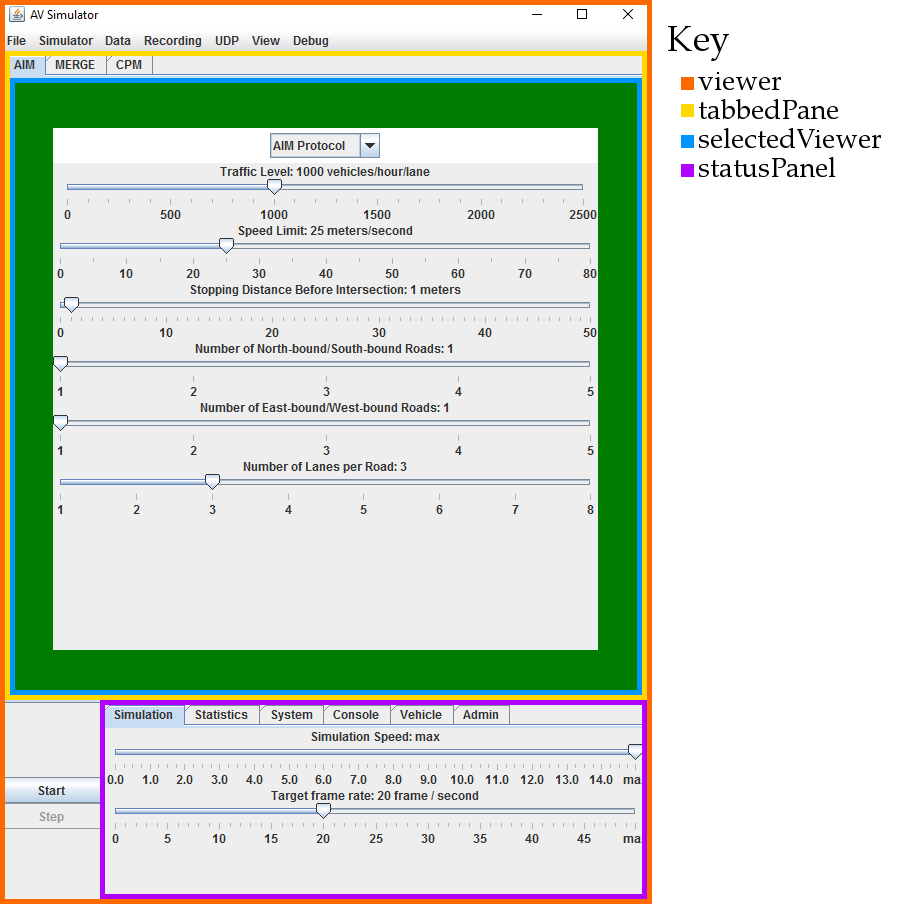 AV Simulator
File Simulator Data Recording UDP View Debug
AIM MERGE CPM
AIM Protocol
Traffic Level: 1000 vehicles/hour/lane
0 500 1000 1500 2000 2500
Speed Limit: 25 meters/second
0 10 20 30 40 50 60 70 80
Stopping Distance Before Intersection: 1 meters
0 10 20 30 40 50
Number of North-bound/South-bound Roads: 1
1 2 3 4 5
Number of East-bound/West-bound Roads: 1
1 2 3 4 5
Number of Lanes per Road: 3
1 2 3 4 5 6 7 8
Start
Step
Simulation Statistics System Console Vehicle Admin
Simulation Speed: max
0.0 1.0 2.0 3.0 4.0 5.0 6.0 7.0 8.0 9.0 10.0 11.0 12.0 13.0 14.0 ma
Target frame rate: 20 frame / second
0 5 10 15 20 25 30 35 40 45 ma
Key
viewer
tabbedPane
selectedViewer
statusPanel